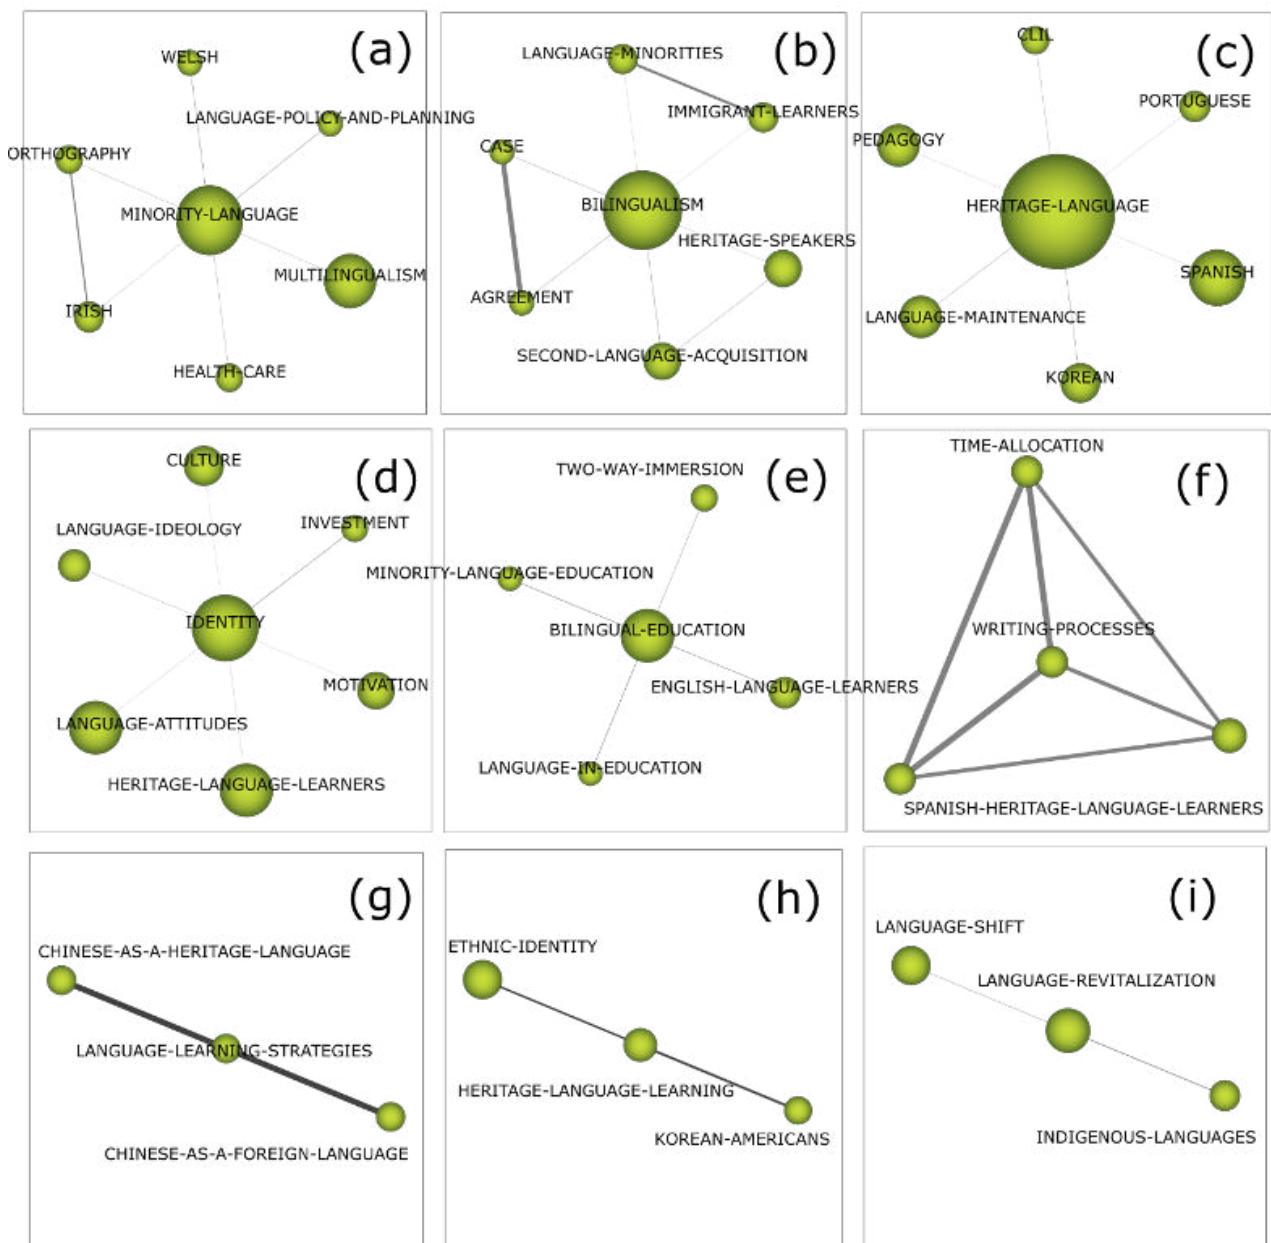 (a)
WELSH
LANGUAGE-POLICY-AND-PLANNING
ORTHOGRAPHY
MINORITY-LANGUAGE
MULTILINGUALISM
IRISH
HEALTH-CARE
(b)
LANGUAGE-MINORITIES
IMMIGRANT-LEARNERS
CASE
BILINGUALISM
HERITAGE-SPEAKERS
AGREEMENT
SECOND-LANGUAGE-ACQUISITION
(c)
CLIL
PORTUGUESE
PEDAGOGY
HERITAGE-LANGUAGE
SPANISH
LANGUAGE-MAINTENANCE
KOREAN
(d)
CULTURE
INVESTMENT
LANGUAGE-IDEOLOGY
IDENTITY
MOTIVATION
LANGUAGE-ATTITUDES
HERITAGE-LANGUAGE-LEARNERS
(e)
TWO-WAY-IMMERSION
MINORITY-LANGUAGE-EDUCATION
BILINGUAL-EDUCATION
ENGLISH-LANGUAGE-LEARNERS
LANGUAGE-IN-EDUCATION
(f)
TIME-ALLOCATION
WRITING-PROCESSES
SPANISH-HERITAGE-LANGUAGE-LEARNERS
(g)
CHINESE-AS-A-HERITAGE-LANGUAGE
LANGUAGE-LEARNING-STRATEGIES
CHINESE-AS-A-FOREIGN-LANGUAGE
(h)
ETHNIC-IDENTITY
HERITAGE-LANGUAGE-LEARNING
KOREAN-AMERICANS
(i)
LANGUAGE-SHIFT
LANGUAGE-REVITALIZATION
INDIGENOUS-LANGUAGES